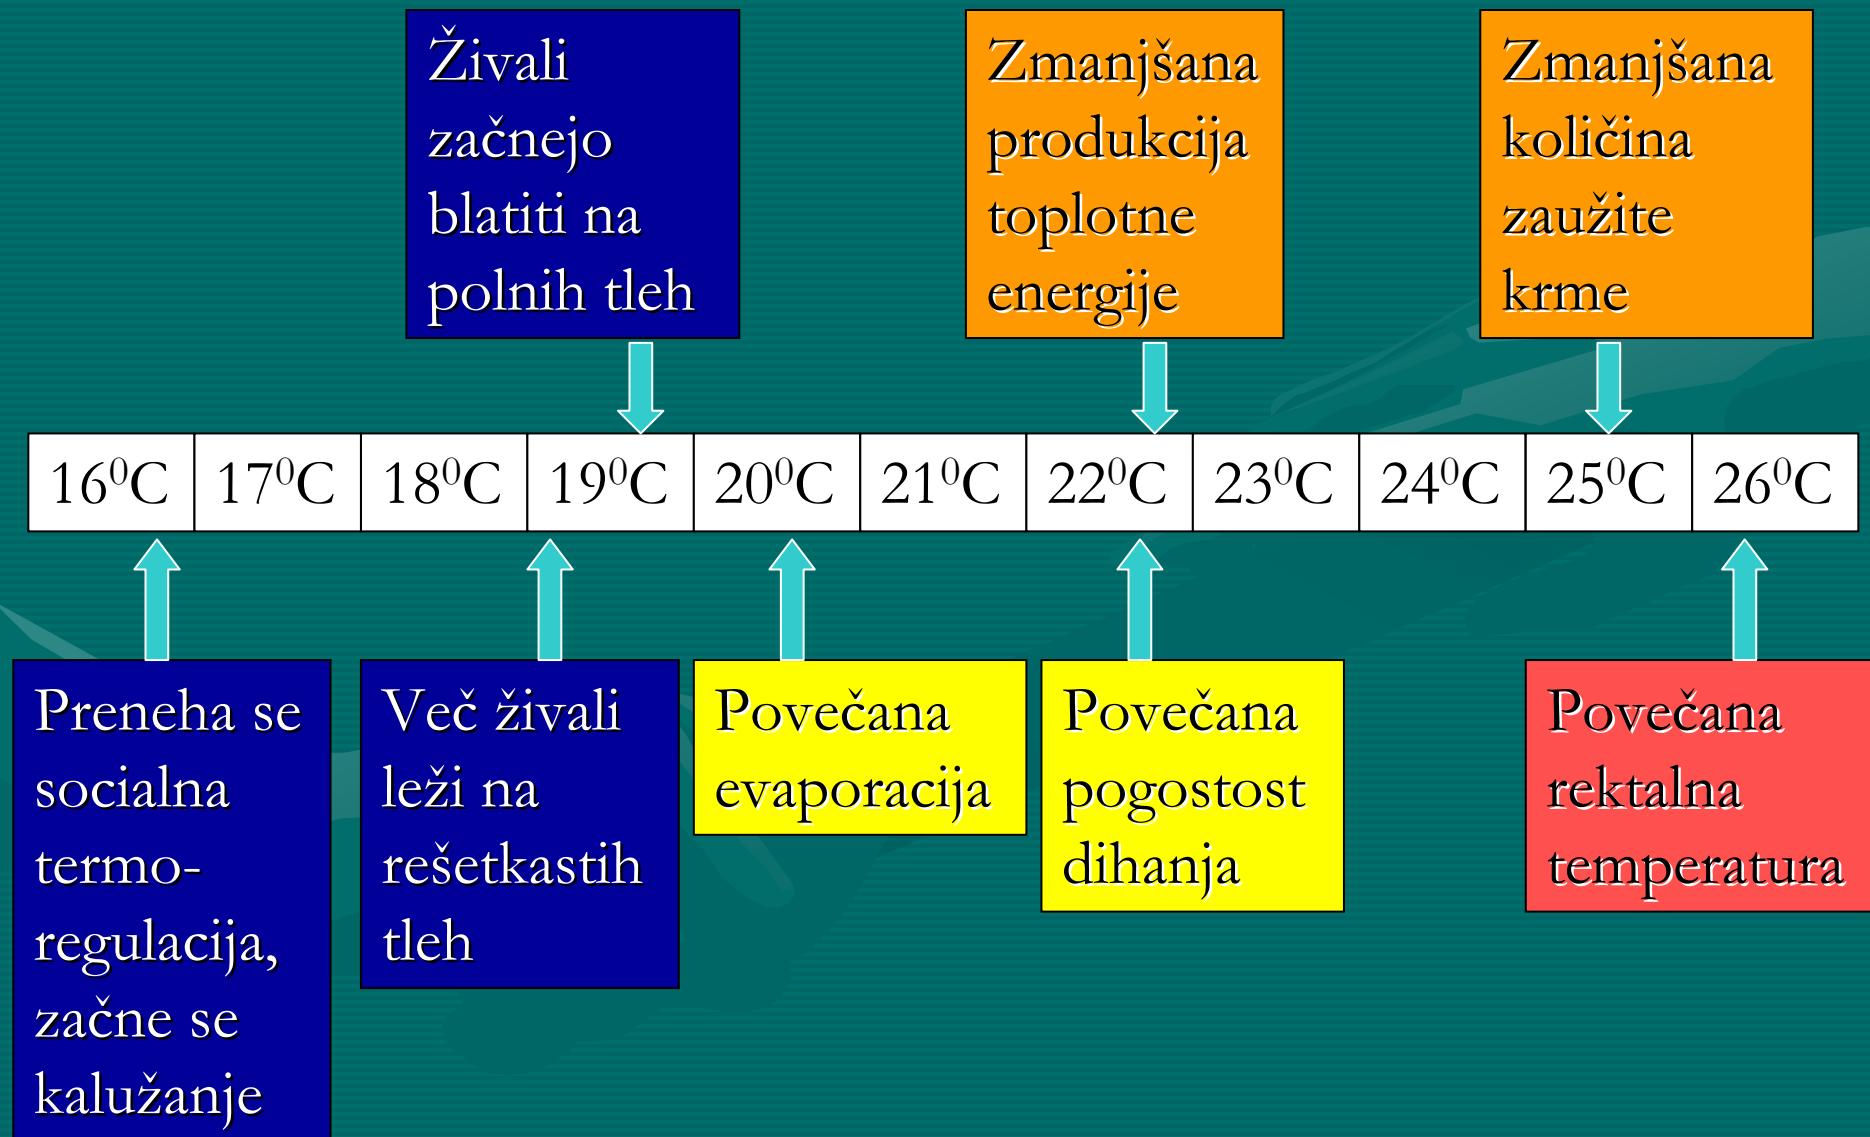 Živali
začnejo
blatiti na
polnih tleh
Zmanjšana
produkcija
toplotne
energije
Zmanjšana
količina
zaužite
krme
16⁰C 17⁰C 18⁰C 19⁰C 20⁰C 21⁰C 22⁰C 23⁰C 24⁰C 25⁰C 26⁰C
Preneha se
socialna
termo-
regulacija,
začne se
kalužanje
Več živali
leži na
rešetkastih
tleh
Povečana
evaporacija
Povečana
pogostost
dihanja
Povečana
rektalna
temperatura